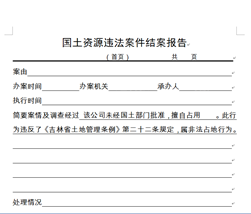 国土资源违法案件结案报告
（首页） 共 页
案由
办案时间 办案机关 承办人
执行时间
简要案情及调查经过 该公司未经国土部门批准，擅自占用 。此行
为违反了《吉林省土地管理条例》第二十二条规定，属非法占地行为。
处理情况